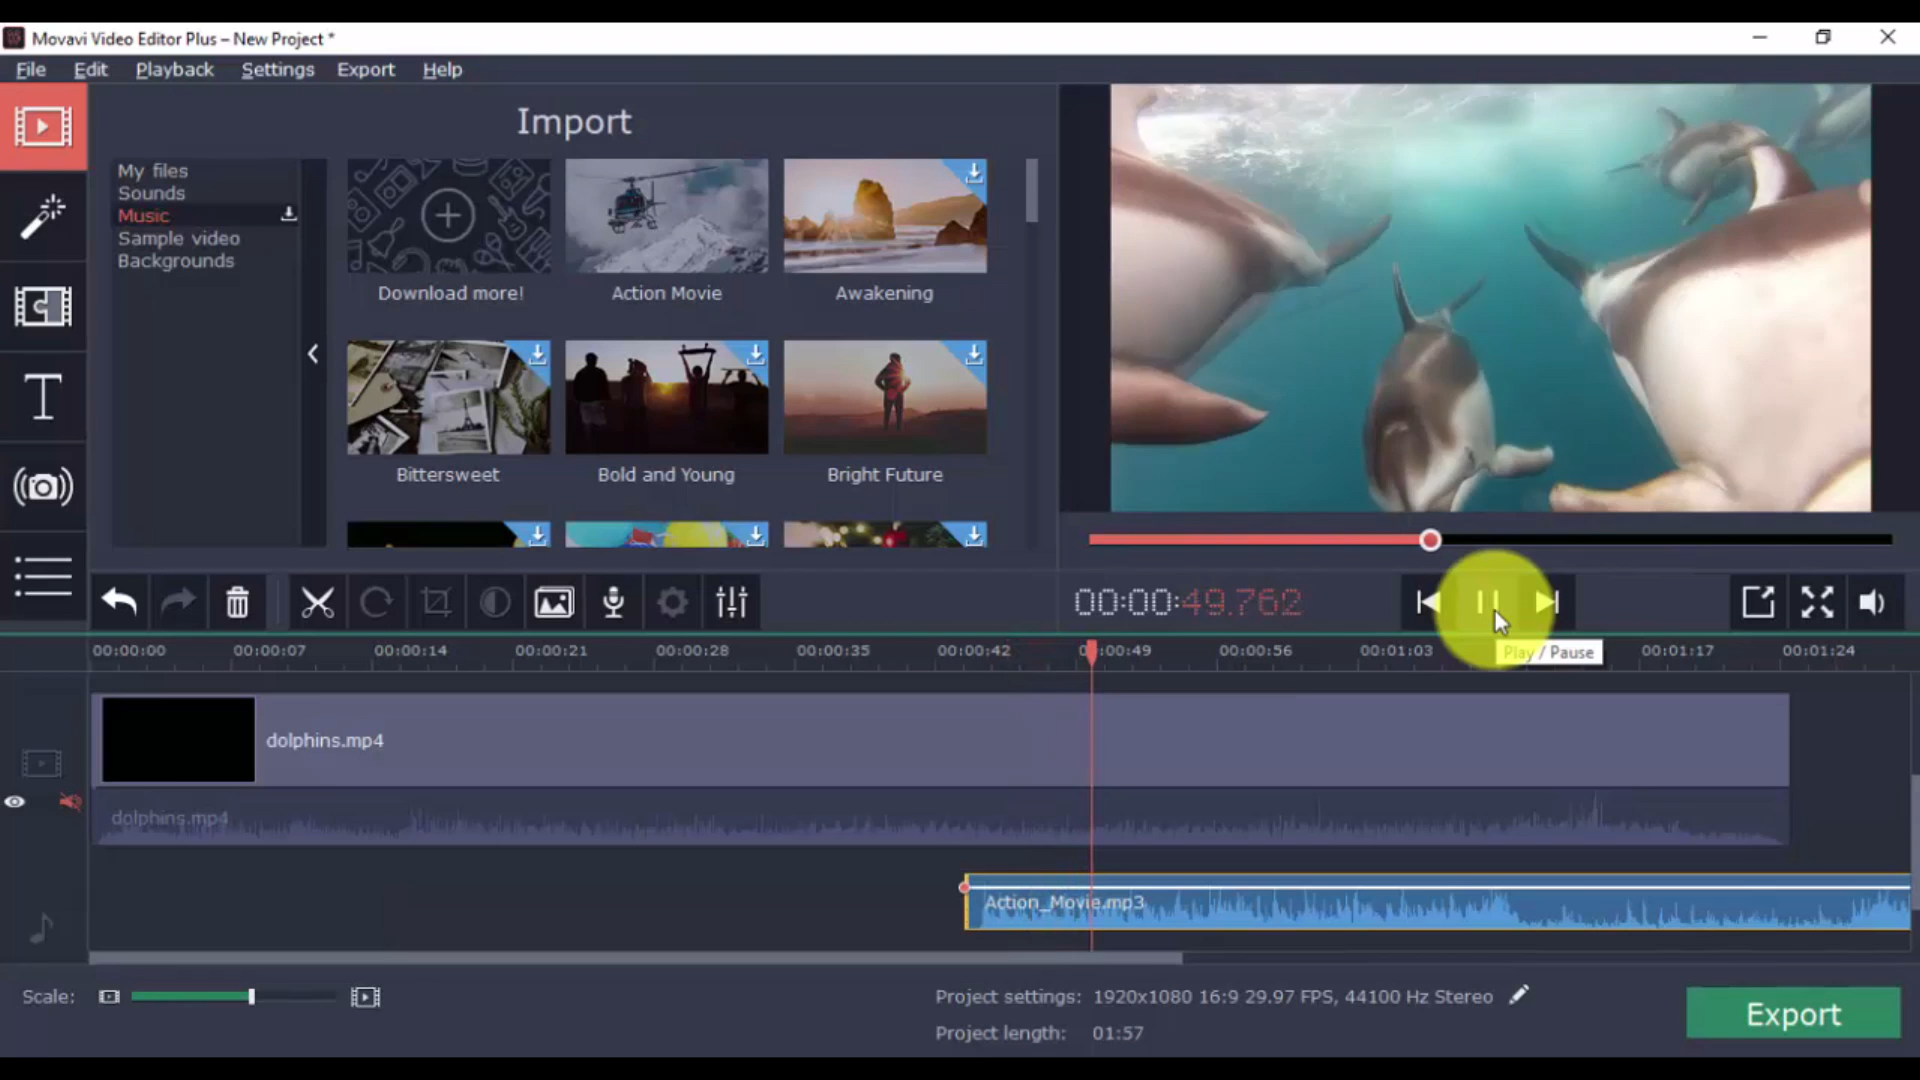 Movavi Video Editor Plus – New Project *
File Edit Playback Settings Export Help
Import
My files
Sounds
Music
Sample video
Backgrounds
Download more!
Action Movie
Awakening
Bittersweet
Bold and Young
Bright Future
00:00:49.762
Play / Pause
00:00:00 00:00:07 00:00:14 00:00:21 00:00:28 00:00:35 00:00:42 00:00:49 00:00:56 00:01:03 00:01:17 00:01:24
dolphins.mp4
dolphins.mp4
Action_Movie.mp3
Scale:
Project settings: 1920x1080 16:9 29.97 FPS, 44100 Hz Stereo
Project length: 01:57
Export